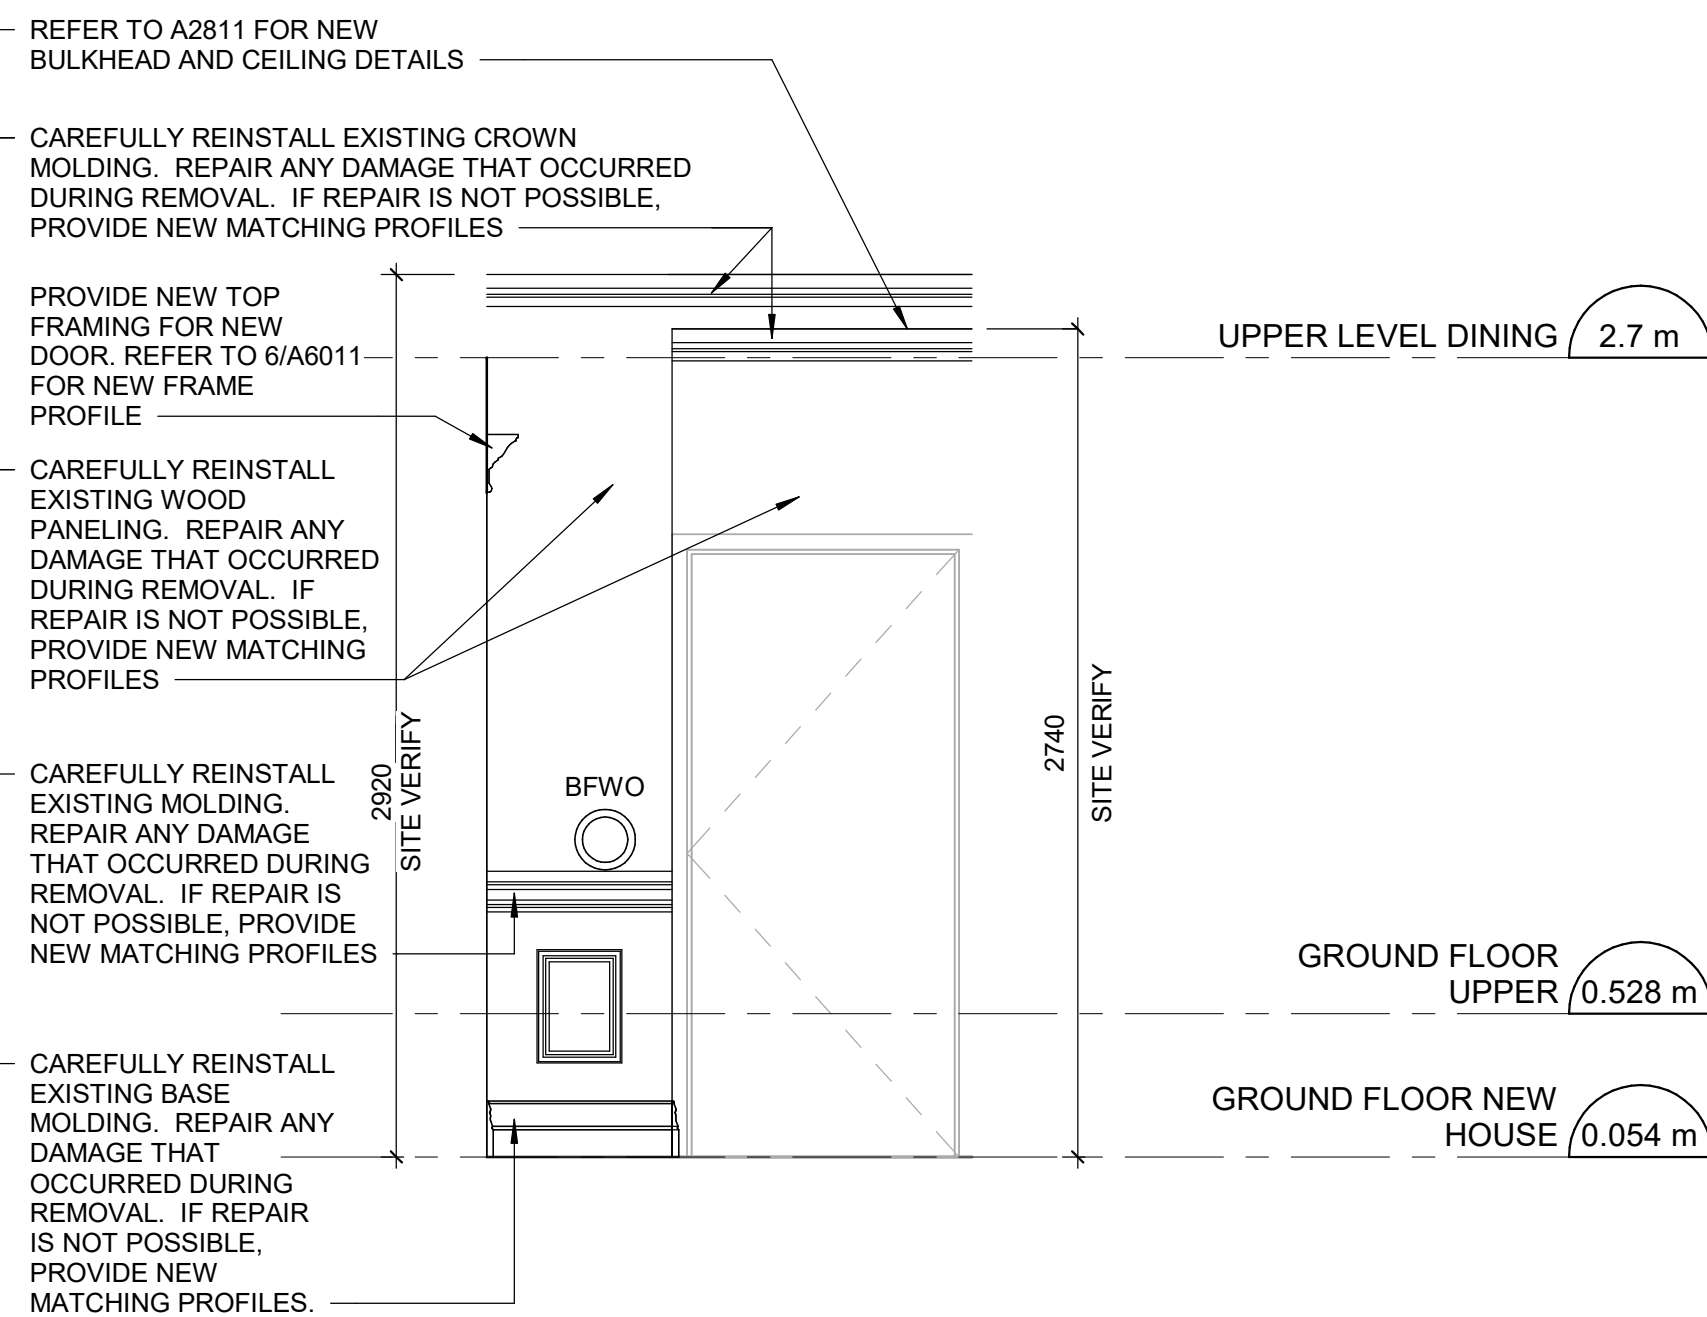 REFER TO A2811 FOR NEW
BULKHEAD AND CEILING DETAILS
CAREFULLY REINSTALL EXISTING CROWN
MOLDING.  REPAIR ANY DAMAGE THAT OCCURRED
DURING REMOVAL.  IF REPAIR IS NOT POSSIBLE,
PROVIDE NEW MATCHING PROFILES
PROVIDE NEW TOP
FRAMING FOR NEW
DOOR. REFER TO 6/A6011
FOR NEW FRAME
PROFILE
CAREFULLY REINSTALL
EXISTING WOOD
PANELING.  REPAIR ANY
DAMAGE THAT OCCURRED
DURING REMOVAL.  IF
REPAIR IS NOT POSSIBLE,
PROVIDE NEW MATCHING
PROFILES
CAREFULLY REINSTALL
EXISTING MOLDING.
REPAIR ANY DAMAGE
THAT OCCURRED DURING
REMOVAL.  IF REPAIR IS
NOT POSSIBLE, PROVIDE
NEW MATCHING PROFILES
CAREFULLY REINSTALL
EXISTING BASE
MOLDING.  REPAIR ANY
DAMAGE THAT
OCCURRED DURING
REMOVAL.  IF REPAIR
IS NOT POSSIBLE,
PROVIDE NEW
MATCHING PROFILES.
2920
SITE VERIFY
BFWO
2740
SITE VERIFY
UPPER LEVEL DINING
2.7 m
GROUND FLOOR
UPPER
0.528 m
GROUND FLOOR NEW
HOUSE
0.054 m